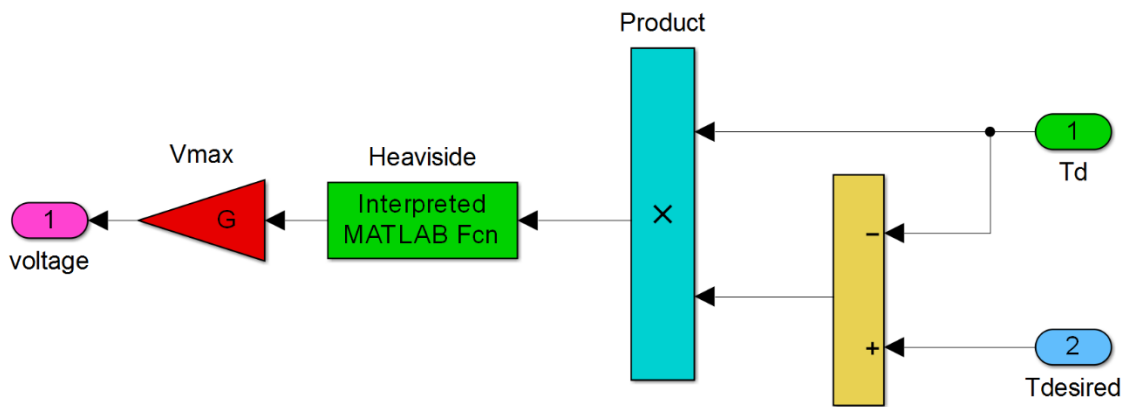 Product
Vmax
Heaviside
1
G
Interpreted
MATLAB Fcn
×
1
voltage
Td
−
+
2
Tdesired